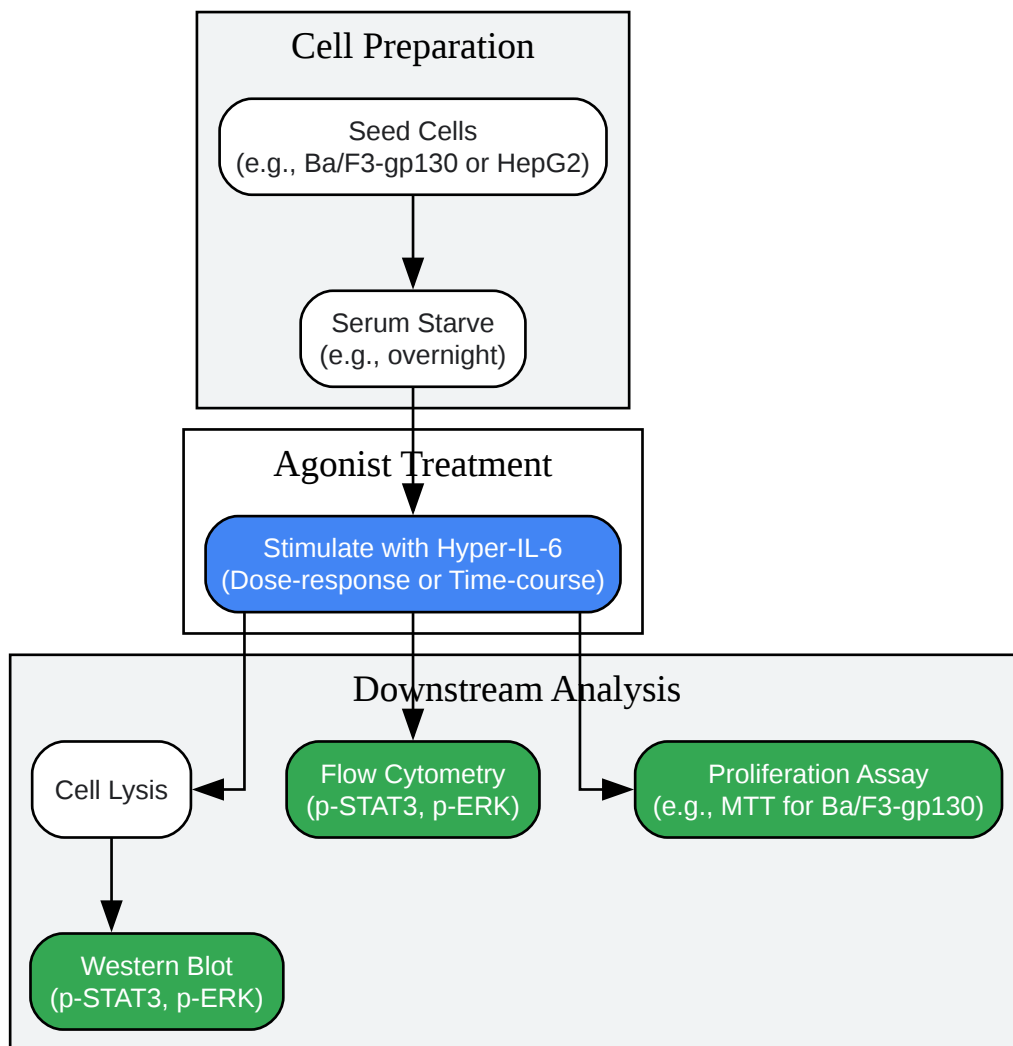 Cell Preparation
Seed Cells
(e.g., Ba/F3-gp130 or HepG2)
Serum Starve
(e.g., overnight)
Agonist Treatment
Stimulate with Hyper-IL-6
(Dose-response or Time-course)
Downstream Analysis
Cell Lysis
Flow Cytometry
(p-STAT3, p-ERK)
Proliferation Assay
(e.g., MTT for Ba/F3-gp130)
Western Blot
(p-STAT3, p-ERK)